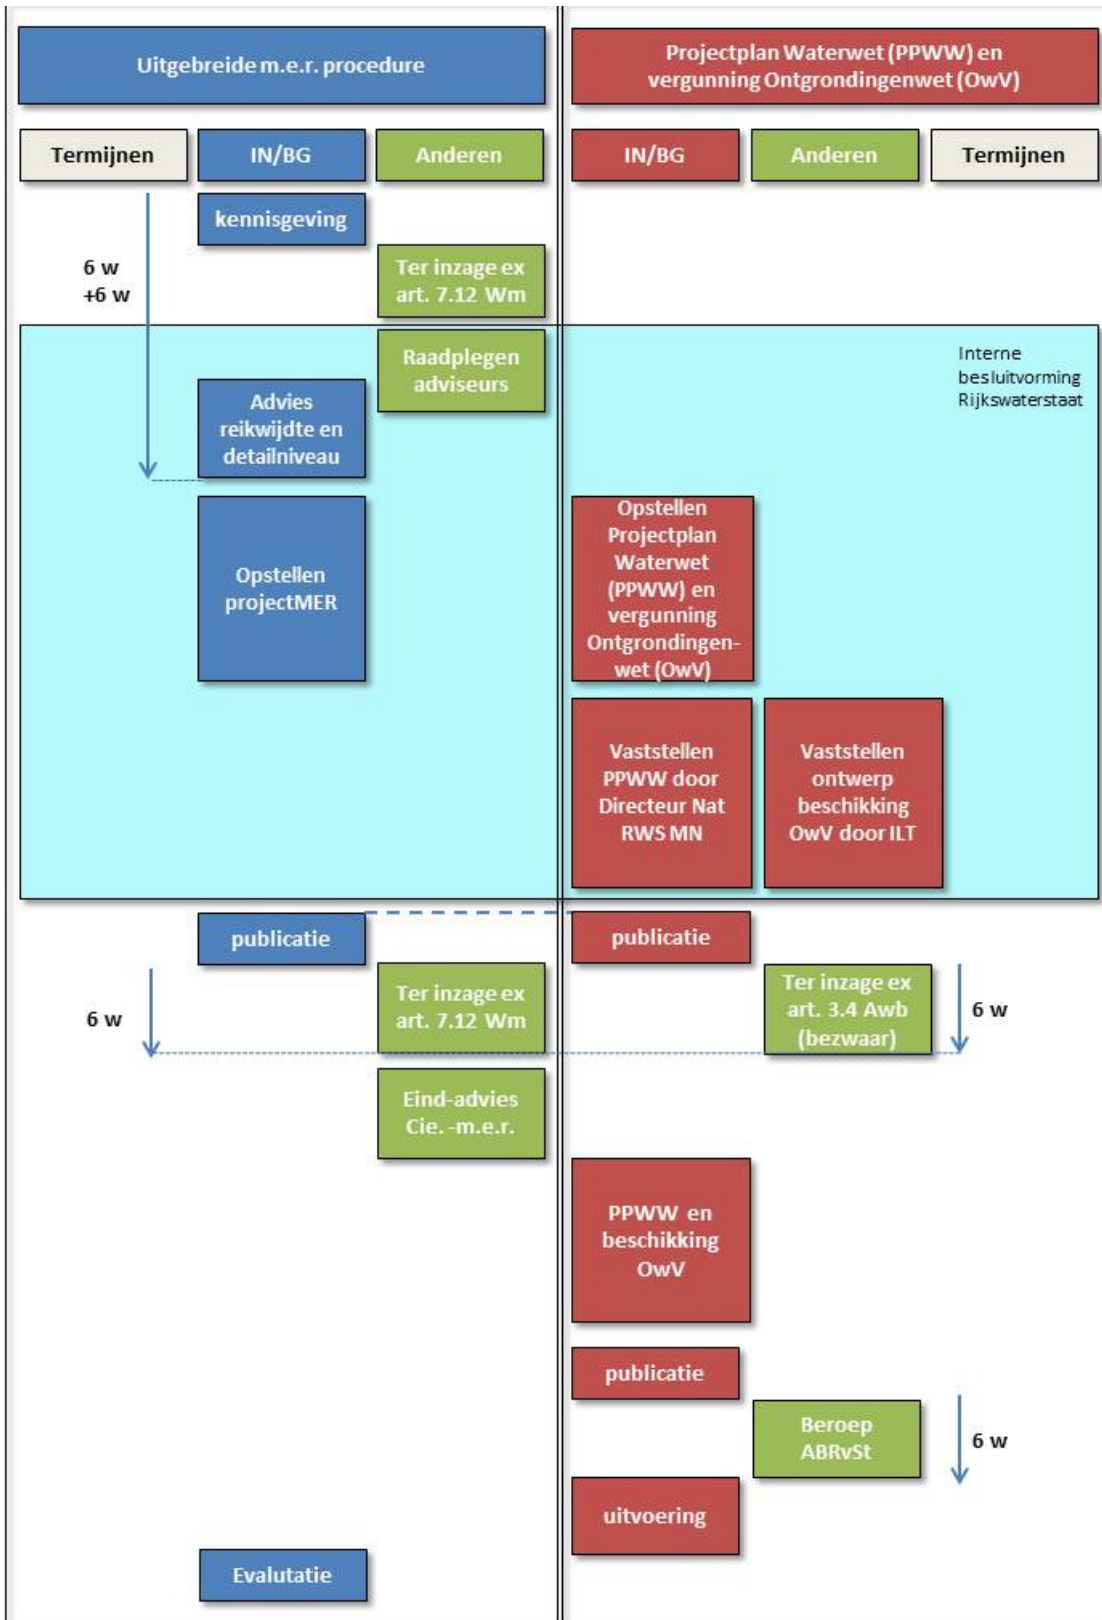 Uitgebreide m.e.r. procedure
Projectplan Waterwet (PPWW) en
vergunning Ontgrondingenwet (OwV)
Termijnen
IN/BG
Anderen
IN/BG
Anderen
Termijnen
kennisgeving
6 w
+6 w
Ter inzage ex
art. 7.12 Wm
Raadplegen
adviseurs
Interne
besluitvorming
Rijkswaterstaat
Advies
reikwijdte en
detailniveau
Opstellen
projectMER
Opstellen
Projectplan
Waterwet
(PPWW) en
vergunning
Ontgrondingen-
wet (OwV)
Vaststellen
PPWW door
Directeur Nat
RWS MN
Vaststellen
ontwerp
beschikking
OwV door ILT
publicatie
publicatie
6 w
Ter inzage ex
art. 7.12 Wm
Ter inzage ex
art. 3.4 Awb
(bezwaar)
6 w
Eind-advies
Cie. -m.e.r.
PPWW en
beschikking
OwV
publicatie
Beroep
ABRvSt
6 w
uitvoering
Evalutatie